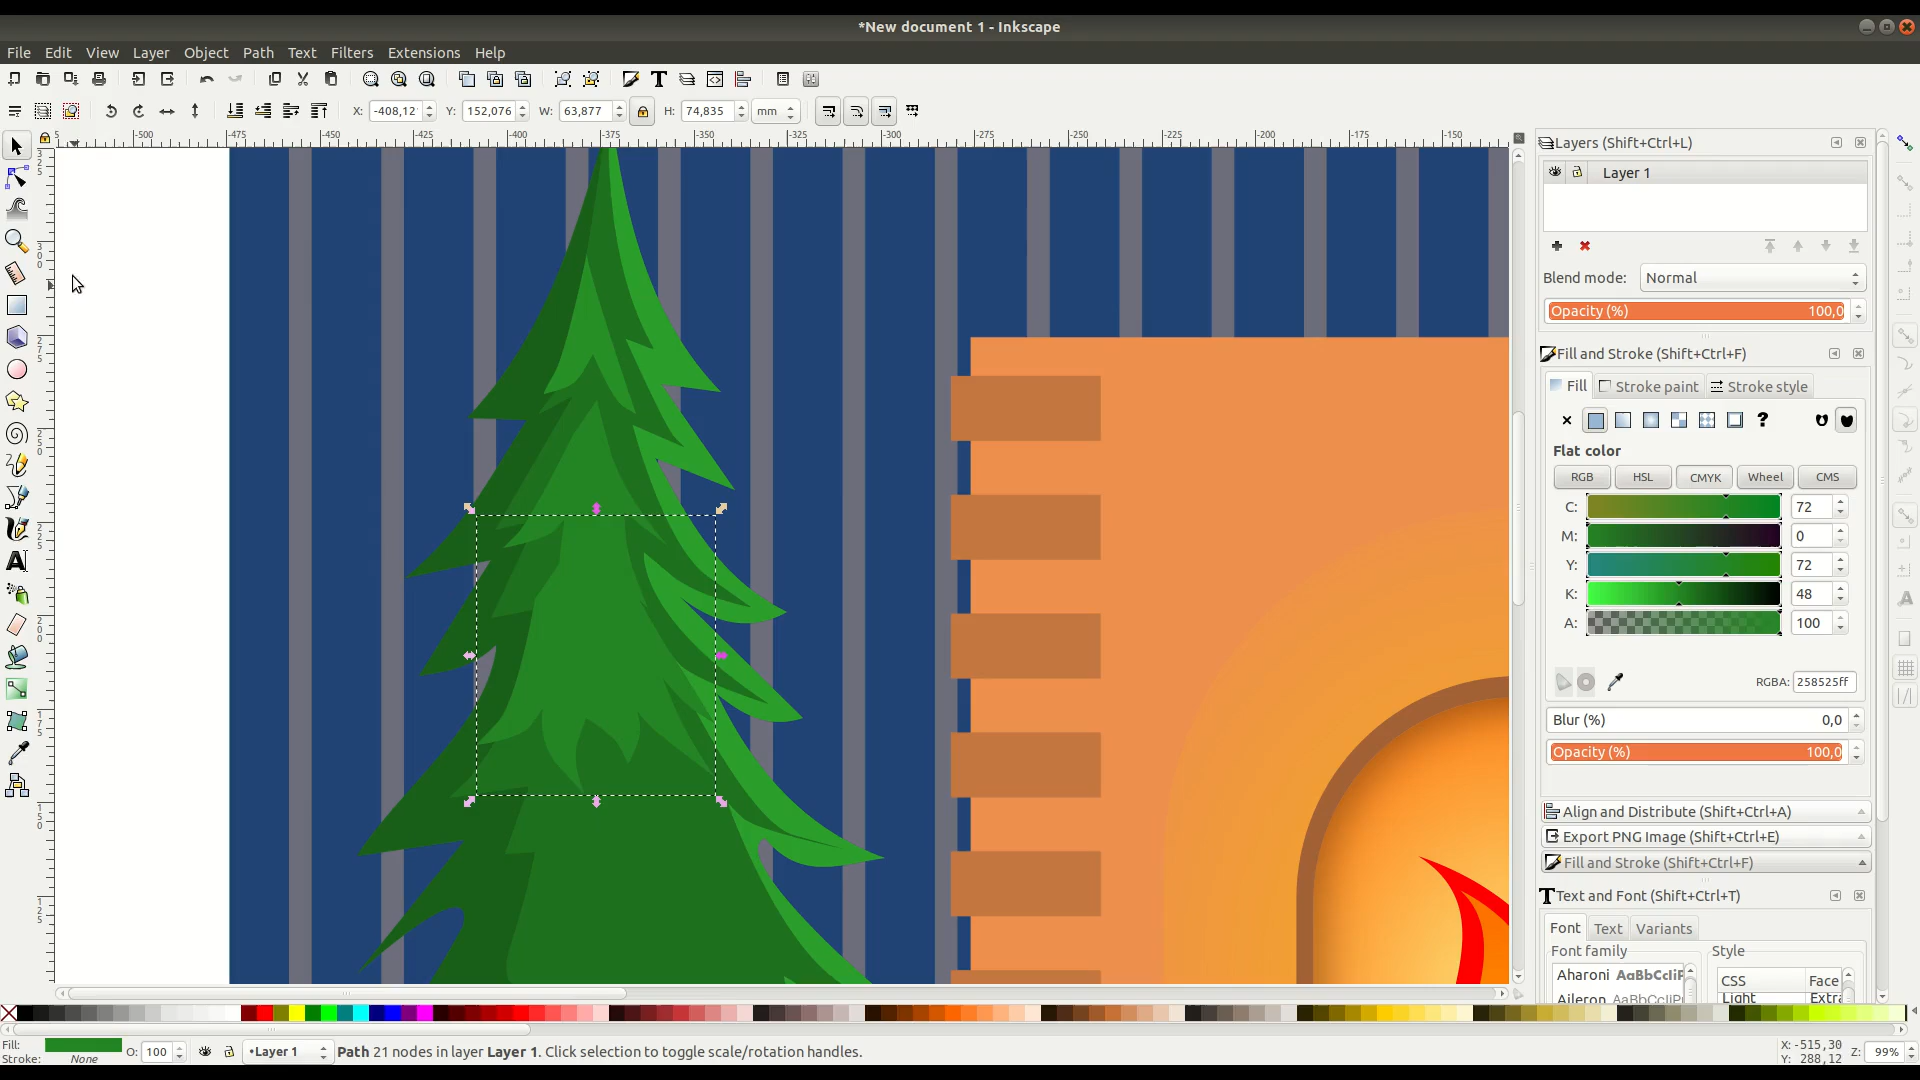 *New document 1 - Inkscape
File Edit View Layer Object Path Text Filters Extensions Help
X: -408,12 Y: 152,076 W: 63,877 H: 74,835 mm
-500 -475 -450 -425 -400 -375 -350 -325 -300 -275 -250 -225 -200 -175 -150
Layers (Shift+Ctrl+L)
Layer 1
Blend mode: Normal
Opacity (%) 100,0
Fill and Stroke (Shift+Ctrl+F)
Fill Stroke paint Stroke style
Flat color
RGB HSL CMYK Wheel CMS
C: 72
M: 0
Y: 72
K: 48
A: 100
RGBA: 258525ff
Blur (%) 0,0
Opacity (%) 100,0
Align and Distribute (Shift+Ctrl+A)
Export PNG Image (Shift+Ctrl+E)
Fill and Stroke (Shift+Ctrl+F)
Text and Font (Shift+Ctrl+T)
Font Text Variants
Font family Style
Aharoni AaBbCcIiP
CSS Face
Aileron AaBbCcIiP
Light Extra
Fill:
Stroke: None
O: 100
•Layer 1
Path 21 nodes in layer Layer 1. Click selection to toggle scale/rotation handles.
X: -515,30
Y: 288,12
Z: 99%